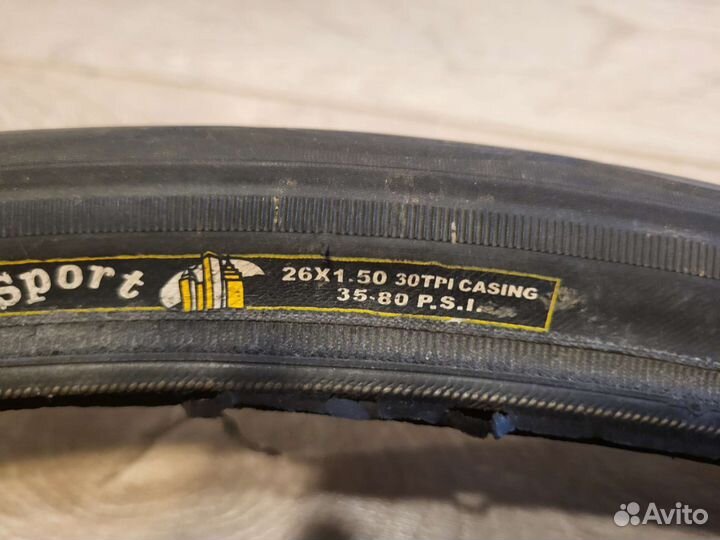 Sport
26X1.50 30TPI CASING
35-80 P.S.I.
Avito